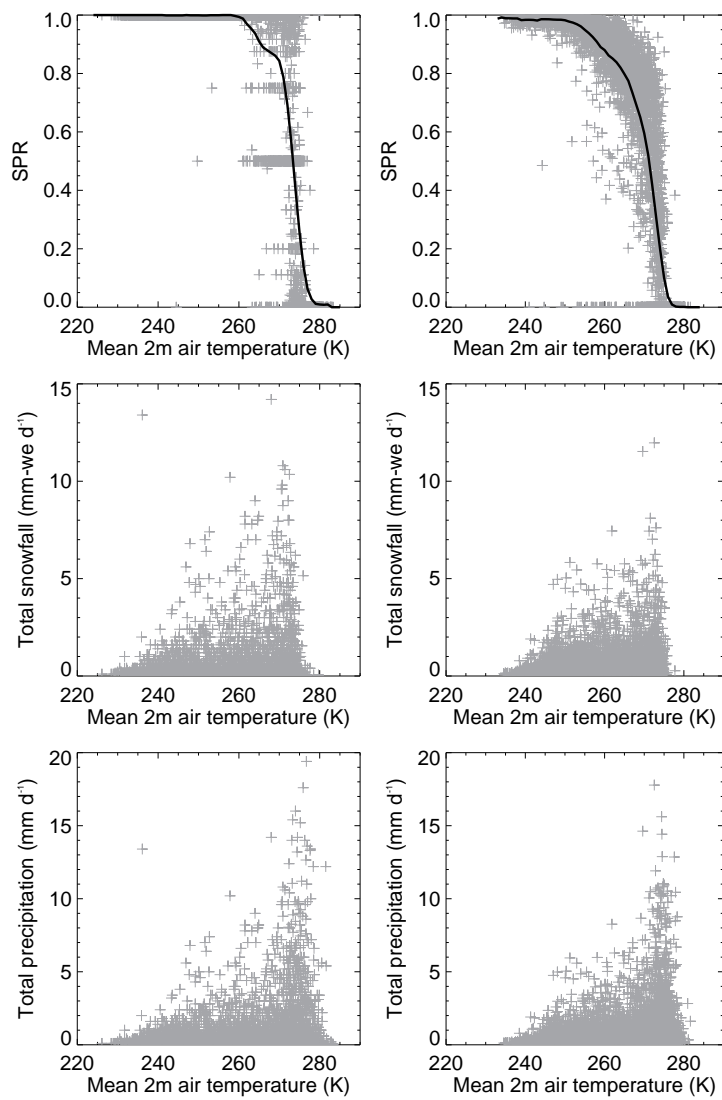 1.0 0.8 0.6 0.4 0.2 0.0
SPR
220 240 260 280
Mean 2m air temperature (K)
1.0 0.8 0.6 0.4 0.2 0.0
SPR
220 240 260 280
Mean 2m air temperature (K)
15 10 5 0
Total snowfall (mm-we d⁻¹)
220 240 260 280
Mean 2m air temperature (K)
15 10 5 0
Total snowfall (mm-we d⁻¹)
220 240 260 280
Mean 2m air temperature (K)
20 15 10 5 0
Total precipitation (mm d⁻¹)
220 240 260 280
Mean 2m air temperature (K)
20 15 10 5 0
Total precipitation (mm d⁻¹)
220 240 260 280
Mean 2m air temperature (K)